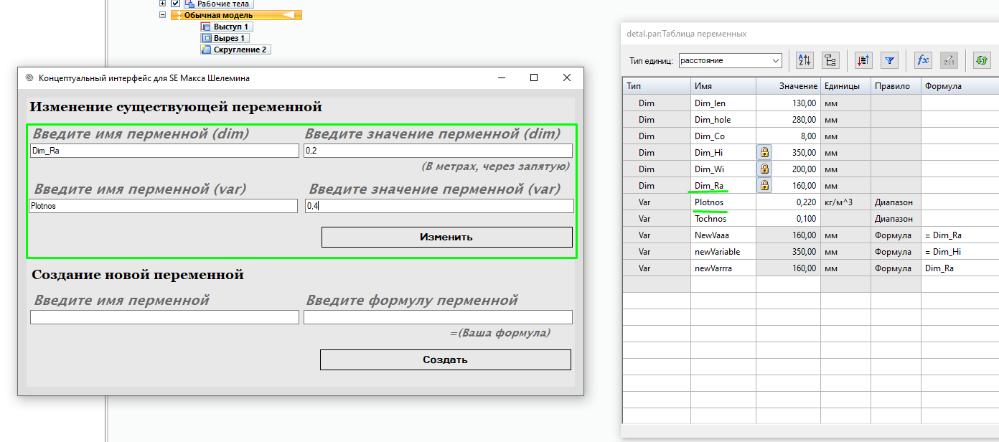 Рабочие тела
Обычная модель
Выступ 1
Вырез 1
Скругление 2
Концептуальный интерфейс для SE Макса Шелемина
Изменение существующей переменной
Введите имя перменной (dim) Введите значение перменной (dim)
Dim_Ra 0,2
(В метрах, через запятую)
Введите имя перменной (var) Введите значение перменной (var)
Plotnos 0,4
Изменить
Создание новой переменной
Введите имя перменной Введите формулу перменной
=(Ваша формула)
Создать
detal.par:Таблица переменных
Тип единиц: расстояние
Тип Имя Значение Единицы Правило Формула
Dim Dim_len 130,00 мм
Dim Dim_hole 280,00 мм
Dim Dim_Co 8,00 мм
Dim Dim_Hi 350,00 мм
Dim Dim_Wi 200,00 мм
Dim Dim_Ra 160,00 мм
Var Plotnos 0,220 кг/м^3 Диапазон
Var Tochnos 0,100 Диапазон
Var NewVaaa 160,00 мм Формула = Dim_Ra
Var newVariable 350,00 мм Формула = Dim_Hi
Var newVarrra 160,00 мм Формула Dim_Ra